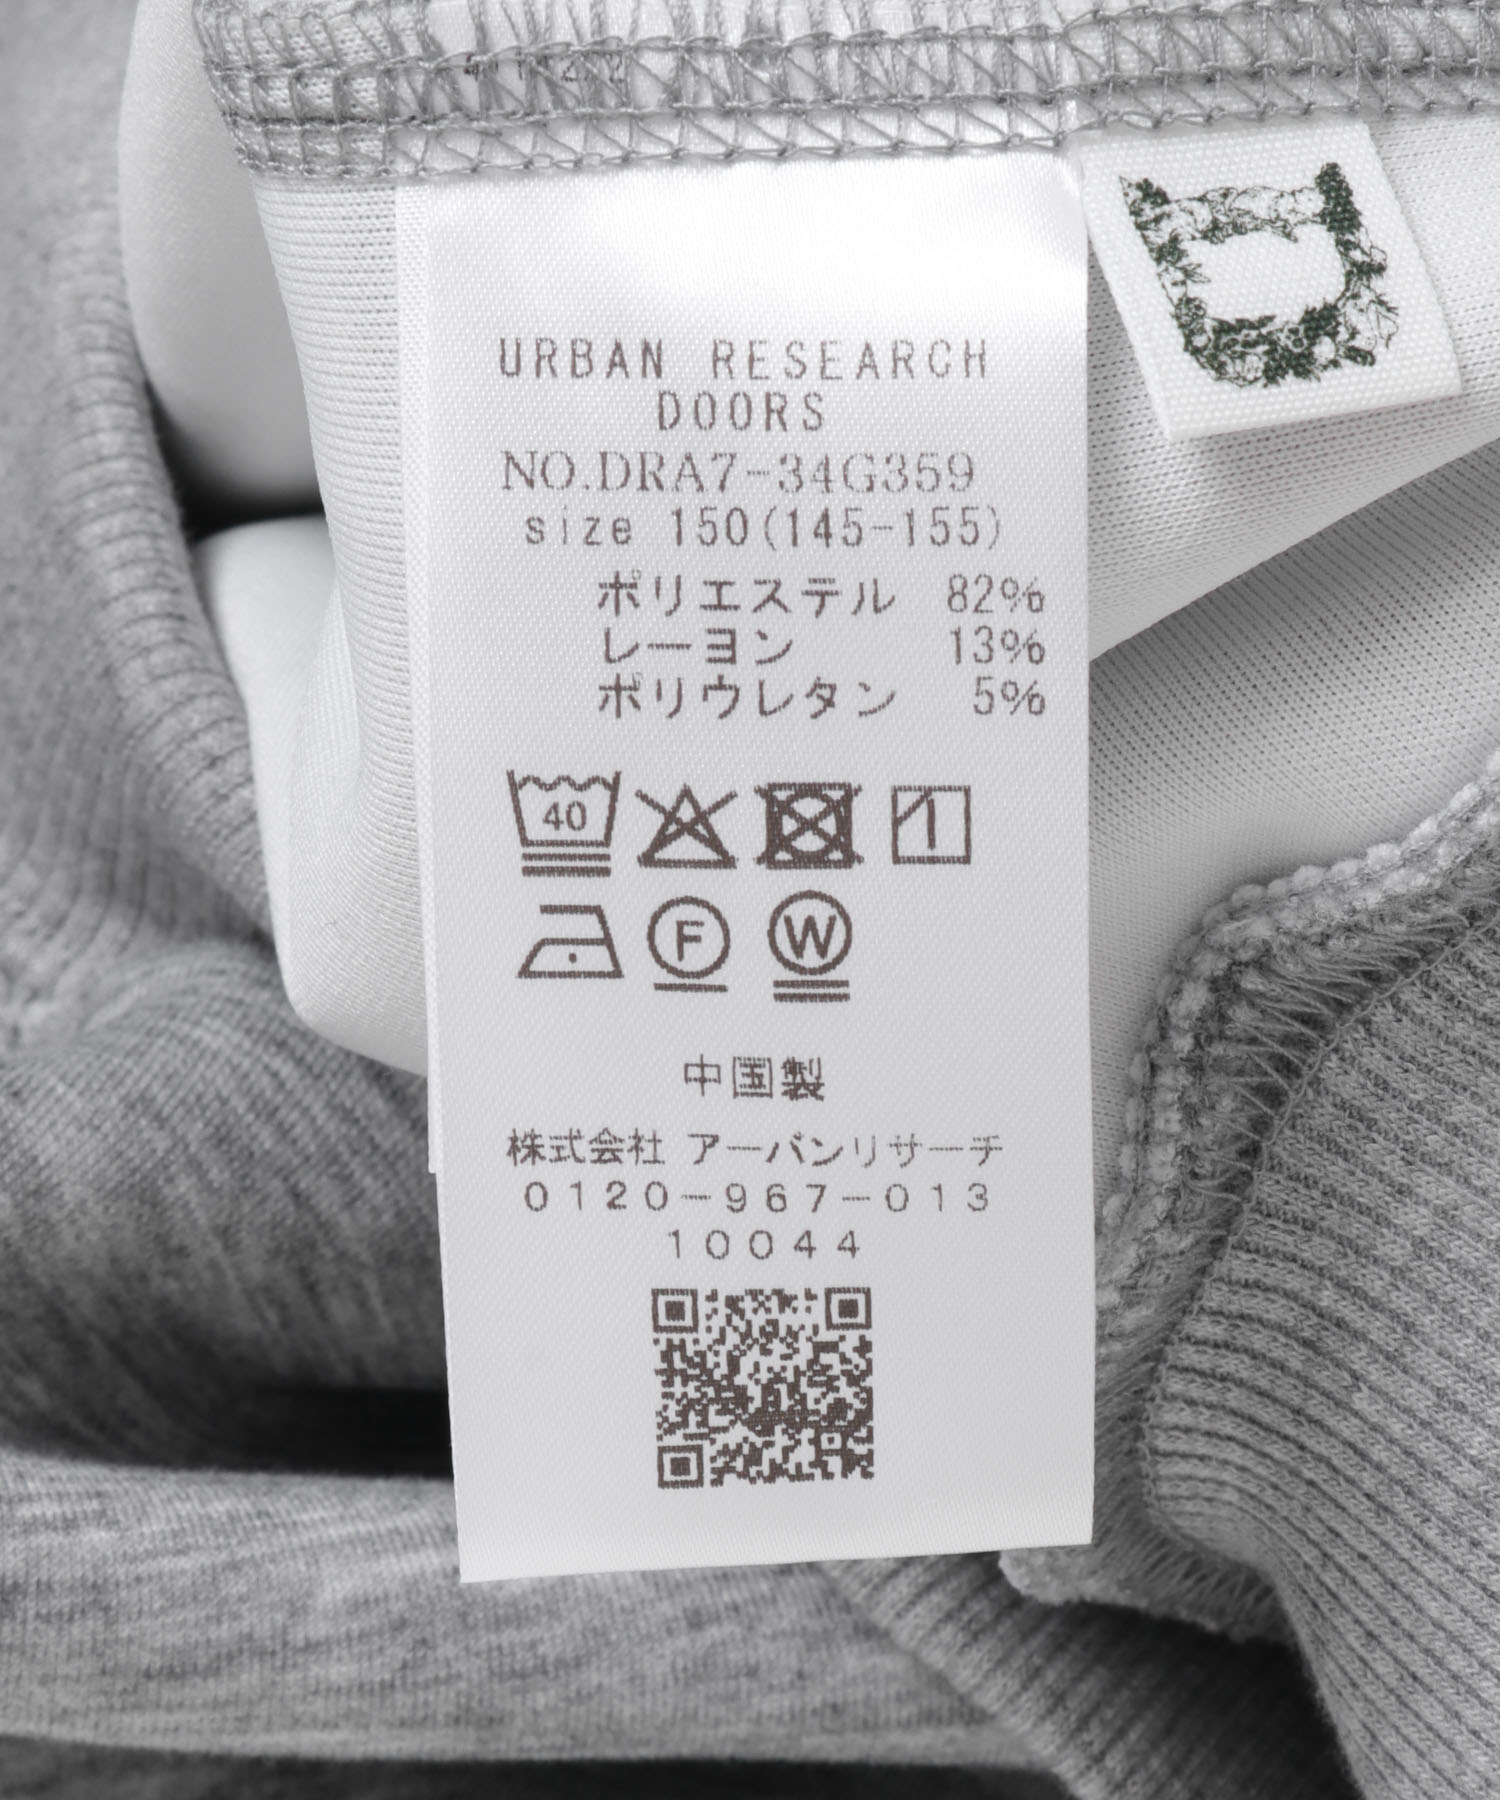 URBAN RESEARCH
DOORS
NO.DRA7-34G359
size 150(145-155)
ポリエステル 82%
レーヨン 13%
ポリウレタン 5%
40
F
W
中国製
株式会社 アーバンリサーチ
0120-967-013
10044